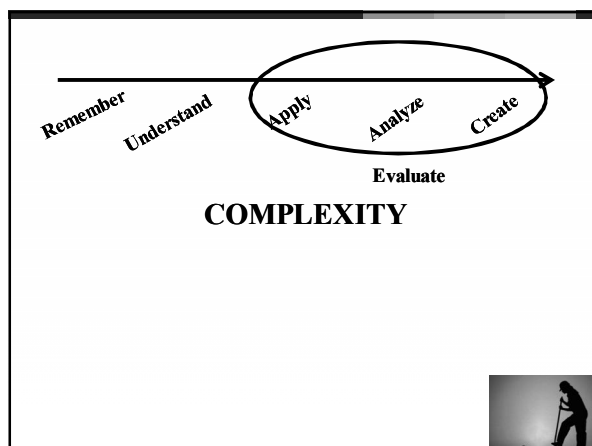 Remember
Understand
Apply
Analyze
Create
Evaluate
COMPLEXITY